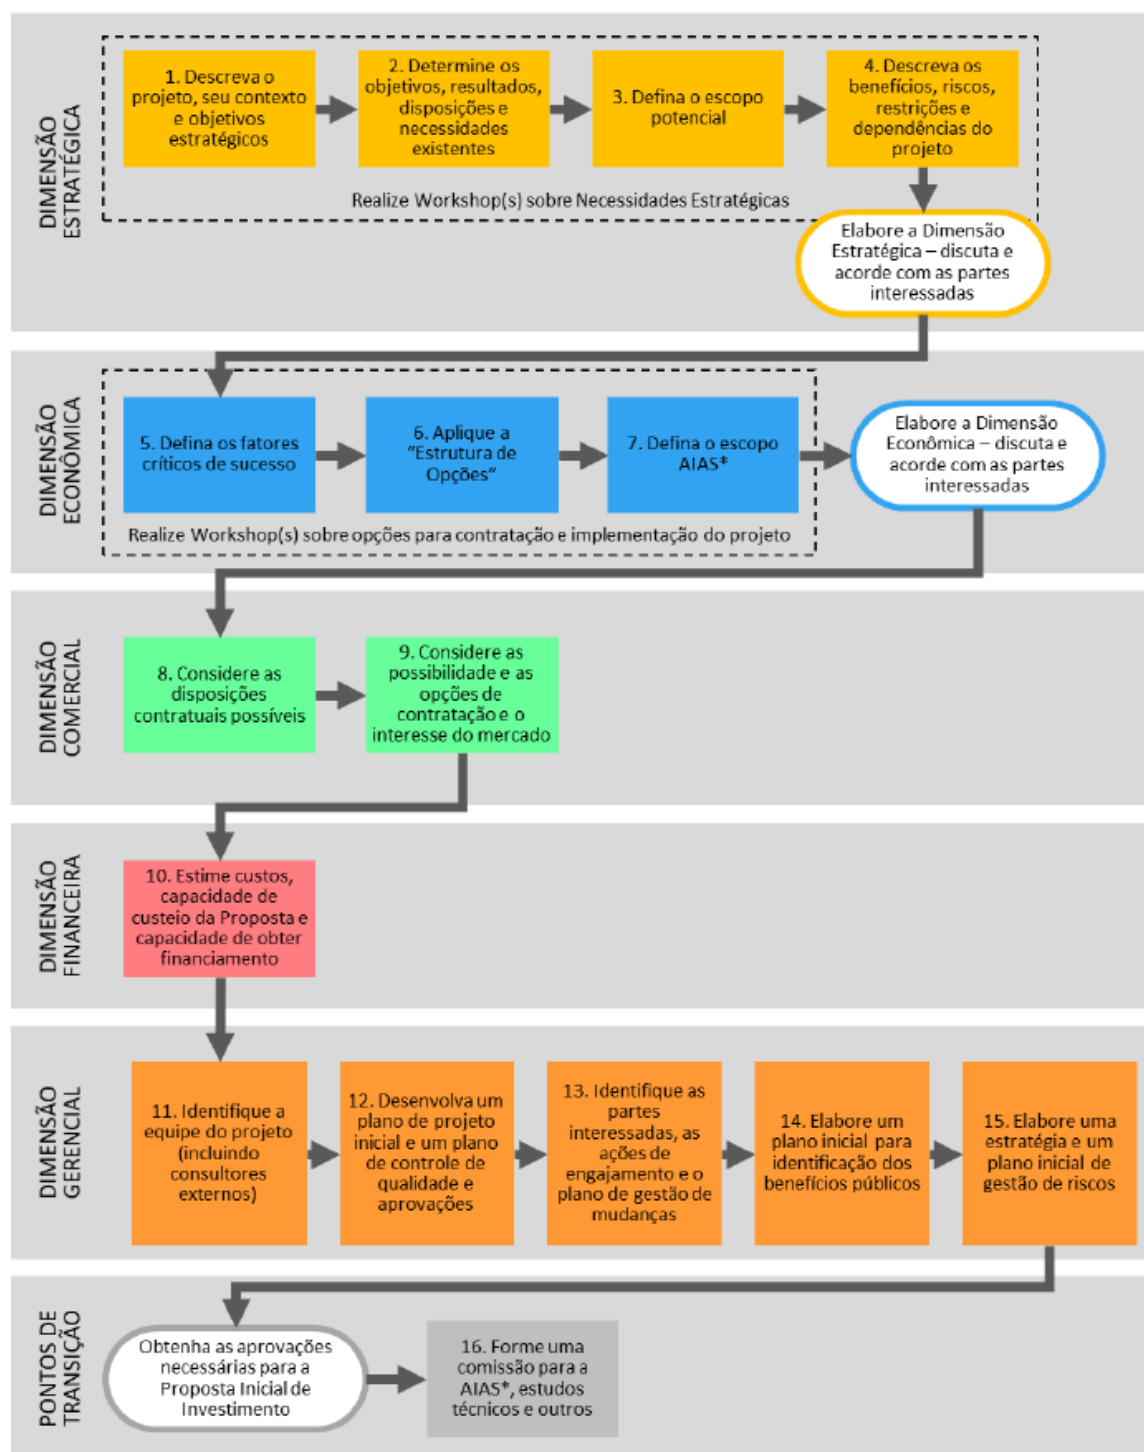 DIMENSÃO
ESTRATÉGICA
1. Descreva o
projeto, seu contexto
e objetivos
estratégicos
2. Determine os
objetivos, resultados,
disposições e
necessidades
existentes
3. Defina o escopo
potencial
4. Descreva os
benefícios, riscos,
restrições e
dependências do
projeto
Realize Workshop(s) sobre Necessidades Estratégicas
Elabore a Dimensão
Estratégica – discuta e
acorde com as partes
interessadas
DIMENSÃO
ECONÔMICA
5. Defina os fatores
críticos de sucesso
6. Aplique a
“Estrutura de
Opções”
7. Defina o escopo
AIAS*
Elabore a Dimensão
Econômica – discuta e
acorde com as partes
interessadas
Realize Workshop(s) sobre opções para contratação e implementação do projeto
DIMENSÃO
COMERCIAL
8. Considere as
disposições
contratuais possíveis
9. Considere as
possibilidade e as
opções de
contratação e o
interesse do mercado
DIMENSÃO
FINANCEIRA
10. Estime custos,
capacidade de
custeio da Proposta e
capacidade de obter
financiamento
DIMENSÃO
GERENCIAL
11. Identifique a
equipe do projeto
(incluindo
consultores
externos)
12. Desenvolva um
plano de projeto
inicial e um plano
de controle de
qualidade e
aprovações
13. Identifique as
partes
interessadas, as
ações de
engajamento e o
plano de gestão de
mudanças
14. Elabore um
plano inicial para
identificação dos
benefícios públicos
15. Elabore uma
estratégia e um
plano inicial de
gestão de riscos
PONTOS DE
TRANSIÇÃO
Obtenha as aprovações
necessárias para a
Proposta Inicial de
Investimento
16. Forme uma
comissão para a
AIAS*, estudos
técnicos e outros